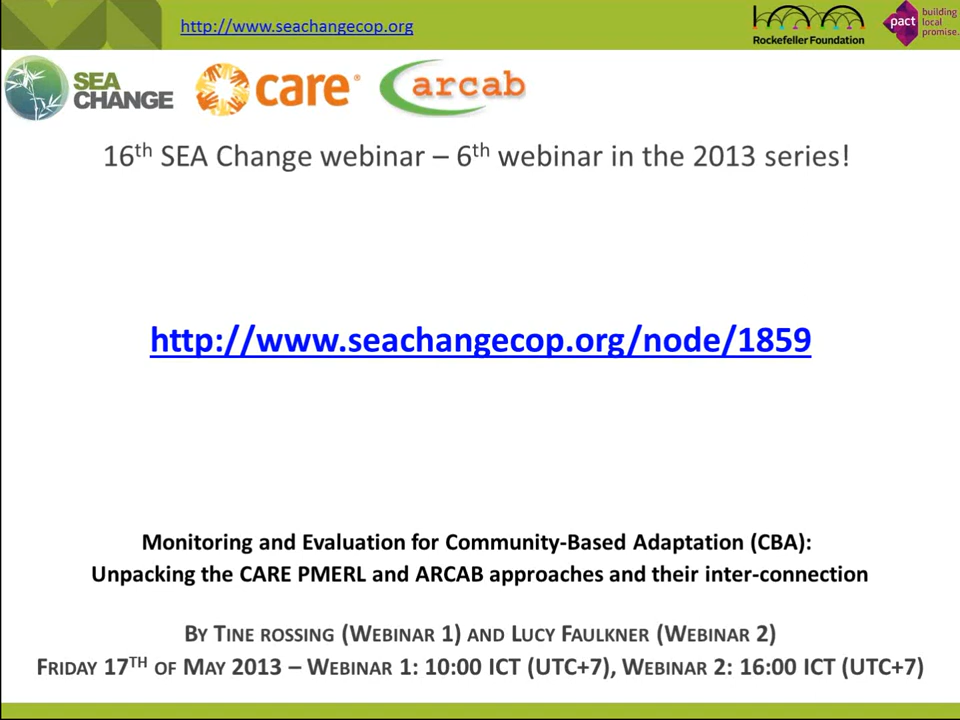 http://www.seachangecop.org
Rockefeller Foundation
pact building local promise.
SEA CHANGE
care®
arcab
16th SEA Change webinar – 6th webinar in the 2013 series!
http://www.seachangecop.org/node/1859
Monitoring and Evaluation for Community-Based Adaptation (CBA):
Unpacking the CARE PMERL and ARCAB approaches and their inter-connection
By Tine rossing (Webinar 1) and Lucy Faulkner (Webinar 2)
Friday 17th of May 2013 – Webinar 1: 10:00 ICT (UTC+7), Webinar 2: 16:00 ICT (UTC+7)